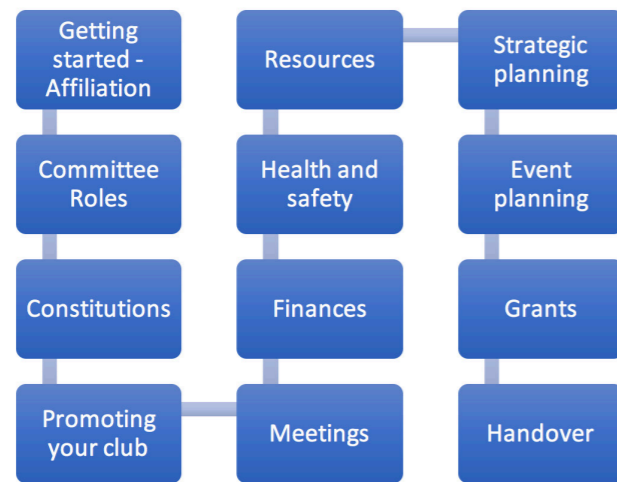 Getting
started -
Affiliation
Committee
Roles
Constitutions
Promoting
your club
Meetings
Finances
Health and
safety
Resources
Strategic
planning
Event
planning
Grants
Handover